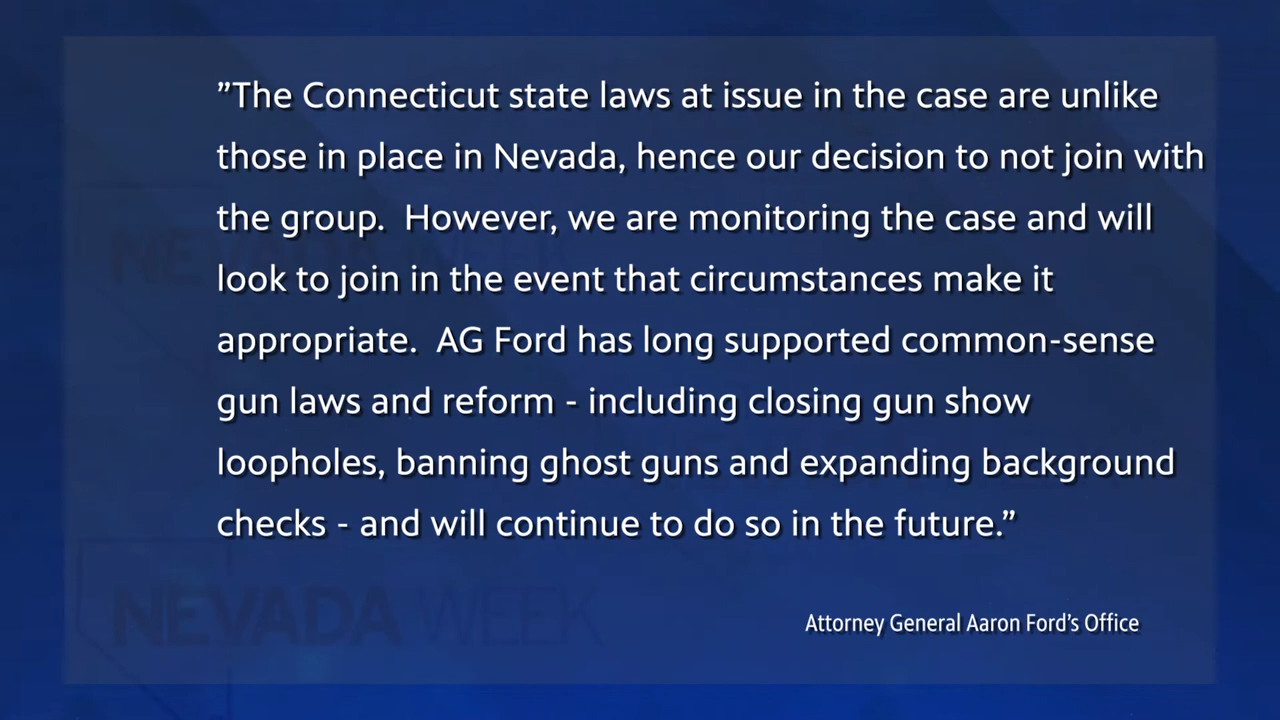 ”The Connecticut state laws at issue in the case are unlike
those in place in Nevada, hence our decision to not join with
the group.  However, we are monitoring the case and will
look to join in the event that circumstances make it
appropriate.  AG Ford has long supported common-sense
gun laws and reform - including closing gun show
loopholes, banning ghost guns and expanding background
checks - and will continue to do so in the future.”
Attorney General Aaron Ford’s Office
NEVADA WEEK
NEVADA WEEK